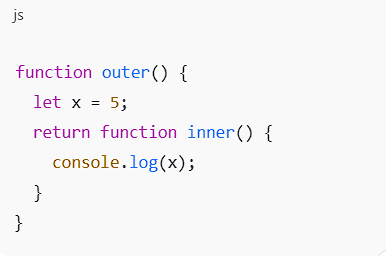 js
function outer() {
  let x = 5;
  return function inner() {
    console.log(x);
  }
}